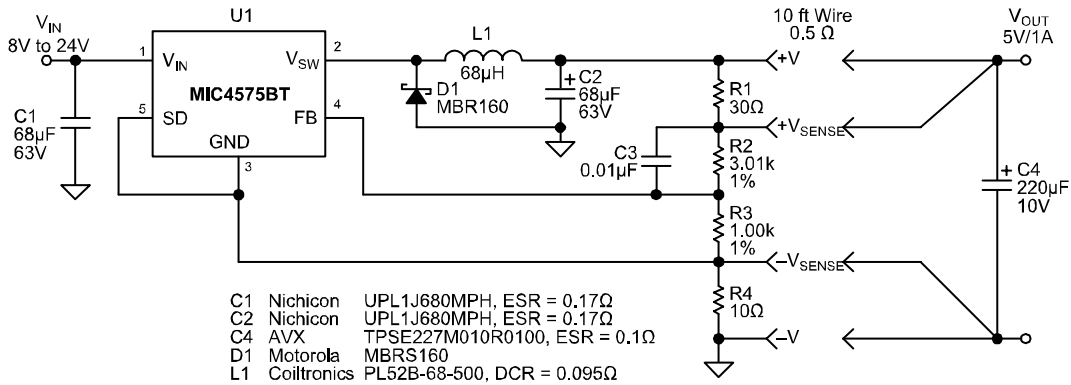 V_IN
8V to 24V
C1
68µF
63V
U1
1
V_IN
MIC4575BT
5
SD
GND
3
V_SW
2
4
FB
L1
68µH
D1
MBR160
C2
68µF
63V
C3
0.01µF
R1
30Ω
R2
3.01k
1%
R3
1.00k
1%
R4
10Ω
10 ft Wire
0.5 Ω
+V
+V_SENSE
–V_SENSE
–V
V_OUT
5V/1A
+ C4
220µF
10V
+
C1 Nichicon UPL1J680MPH, ESR = 0.17Ω
C2 Nichicon UPL1J680MPH, ESR = 0.17Ω
C4 AVX TPSE227M010R0100, ESR = 0.1Ω
D1 Motorola MBRS160
L1 Coiltronics PL52B-68-500, DCR = 0.095Ω